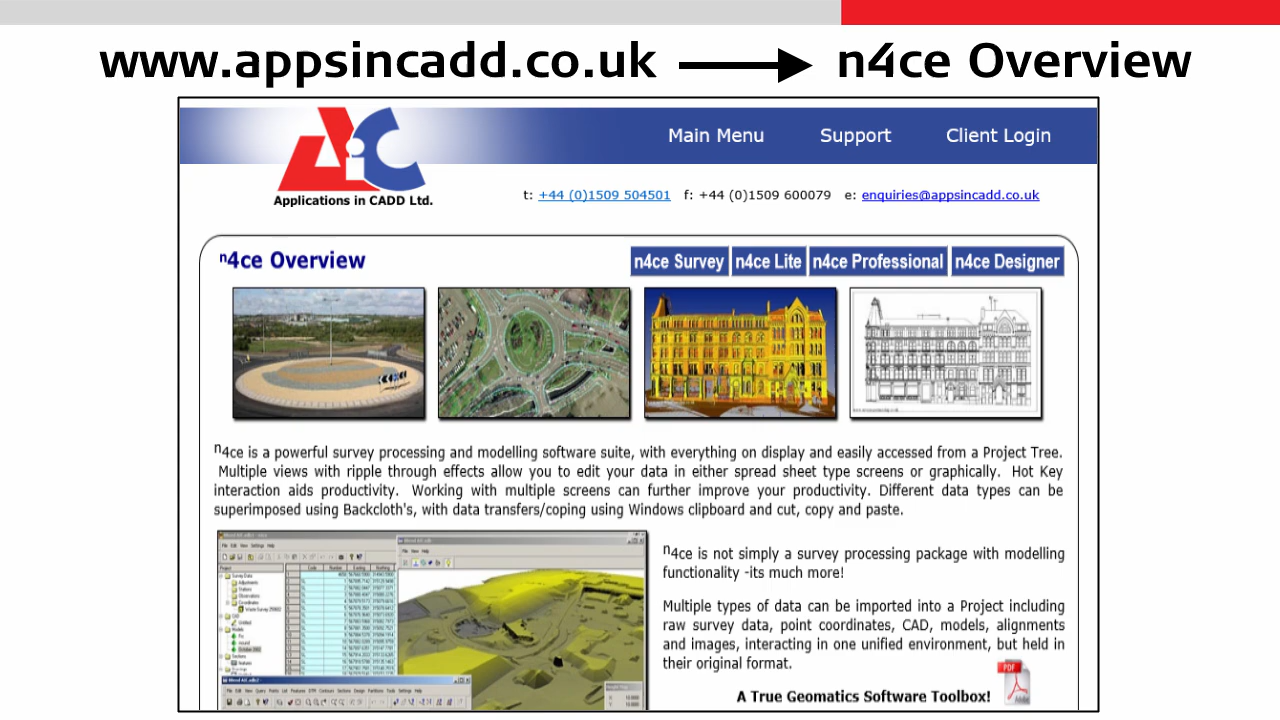 www.appsincadd.co.uk → n4ce Overview
AiC
Main Menu Support Client Login
Applications in CADD Ltd.
t: +44 (0)1509 504501 f: +44 (0)1509 600079 e: enquiries@appsincadd.co.uk
n4ce Overview
n4ce Survey n4ce Lite n4ce Professional n4ce Designer
n4ce is a powerful survey processing and modelling software suite, with everything on display and easily accessed from a Project Tree.
Multiple views with ripple through effects allow you to edit your data in either spread sheet type screens or graphically. Hot Key
interaction aids productivity. Working with multiple screens can further improve your productivity. Different data types can be
superimposed using Backcloth's, with data transfers/coping using Windows clipboard and cut, copy and paste.
n4ce is not simply a survey processing package with modelling
functionality -its much more!
Multiple types of data can be imported into a Project including
raw survey data, point coordinates, CAD, models, alignments
and images, interacting in one unified environment, but held in
their original format.
A True Geomatics Software Toolbox!
PDF
Adobe